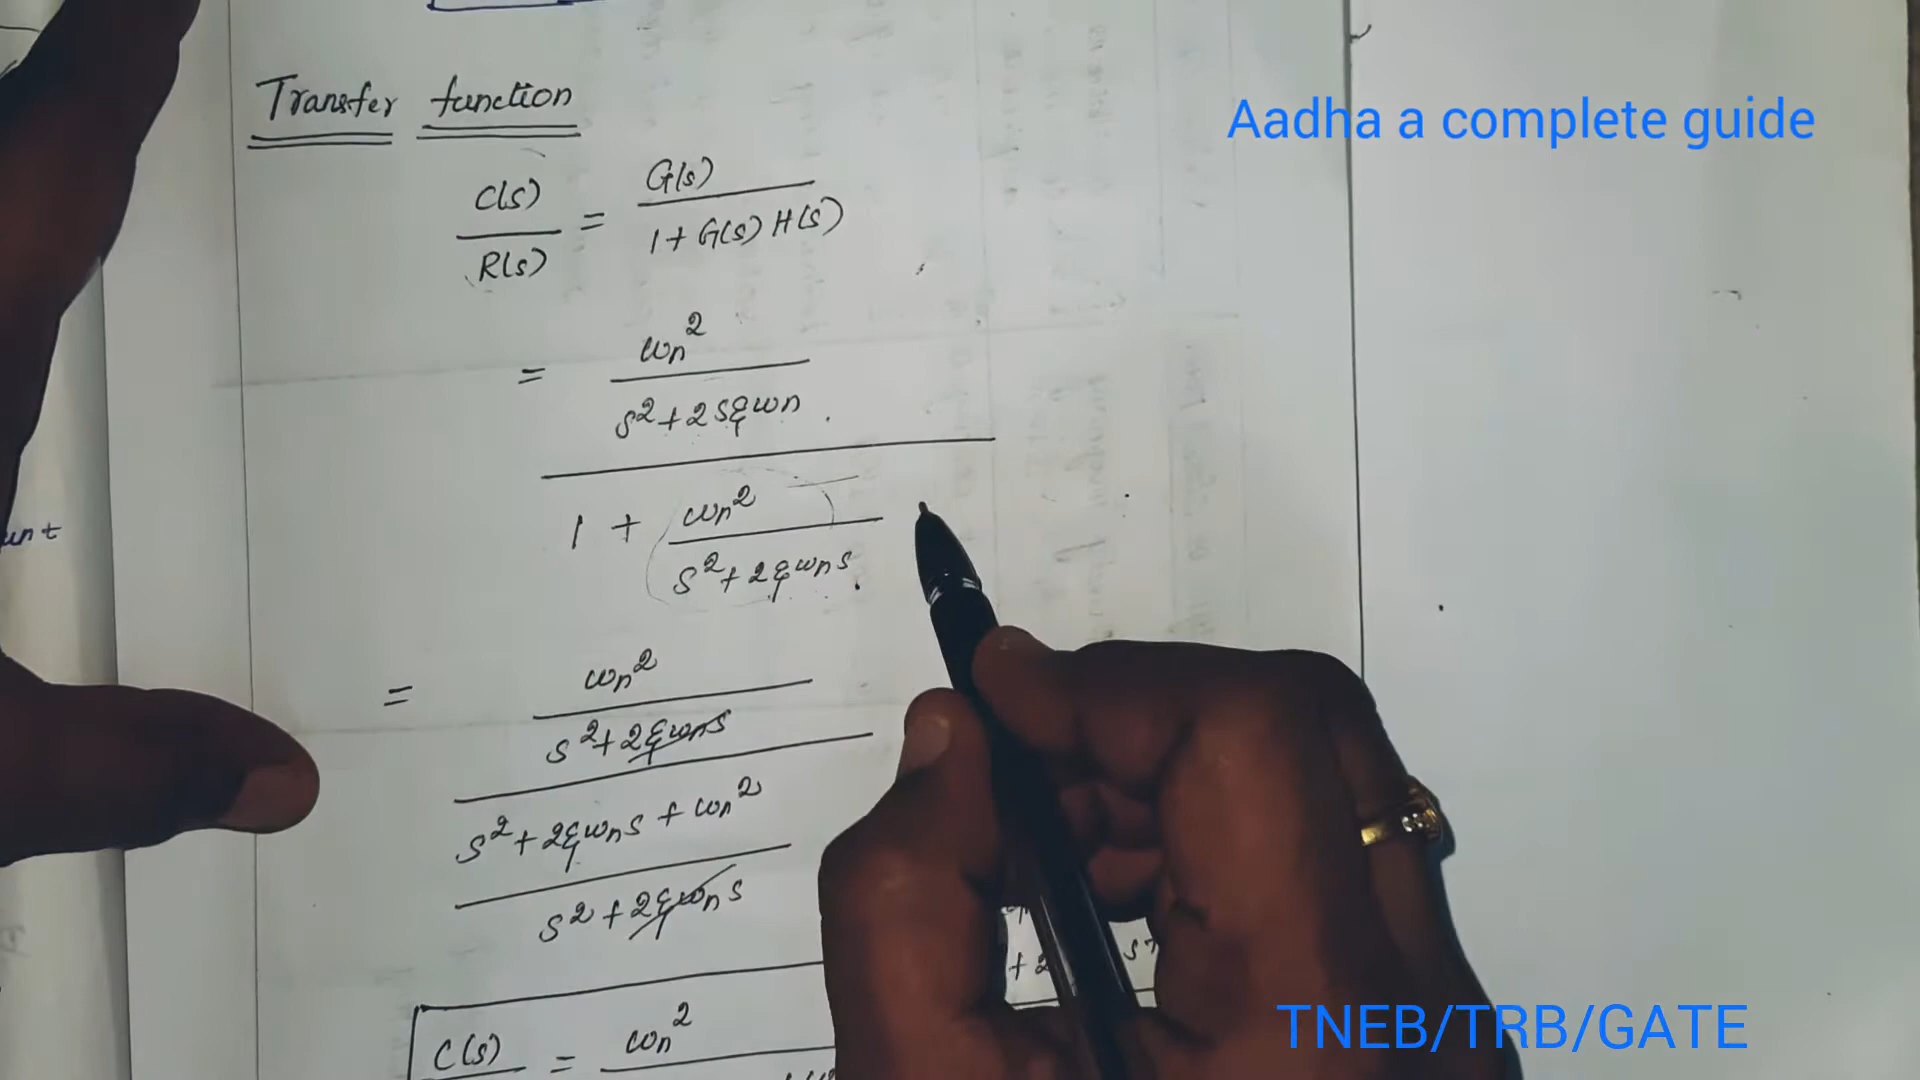 Transfer function
Aadha a complete guide
C(s)/R(s) = G(s)/1 + G(s) H(s)
= ωn²/s² + 2sξωn
1 + ωn²/s² + 2ξωns
= ωn²/s² + 2ξωns
s² + 2ξωns + ωn²
s² + 2ξωns
C(s) = ωn²
TNEB/TRB/GATE